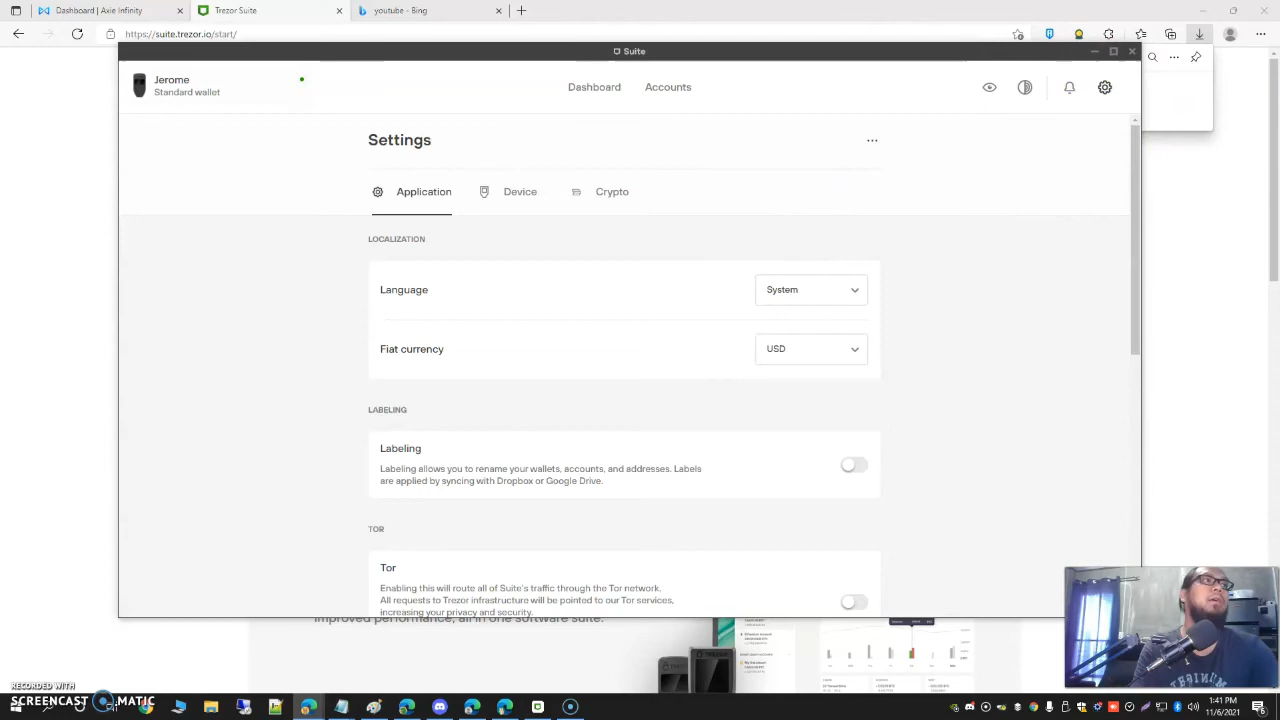 Dashboard | Axie Infinity
Trezor Suite
youtube - Bing
https://suite.trezor.io/start/
Suite
Jerome
Standard wallet
Dashboard
Accounts
Settings
Application
Device
Crypto
LOCALIZATION
Language
System
Fiat currency
USD
LABELING
Labeling
Labeling allows you to rename your wallets, accounts, and addresses. Labels
are applied by syncing with Dropbox or Google Drive.
TOR
Tor
Enabling this will route all of Suite's traffic through the Tor network.
All requests to Trezor infrastructure will be pointed to our Tor services,
increasing your privacy and security.
improved performance, all in one software suite.
RECORDED WITH
SCREENCAST MATIC
1:41 PM
11/6/2021